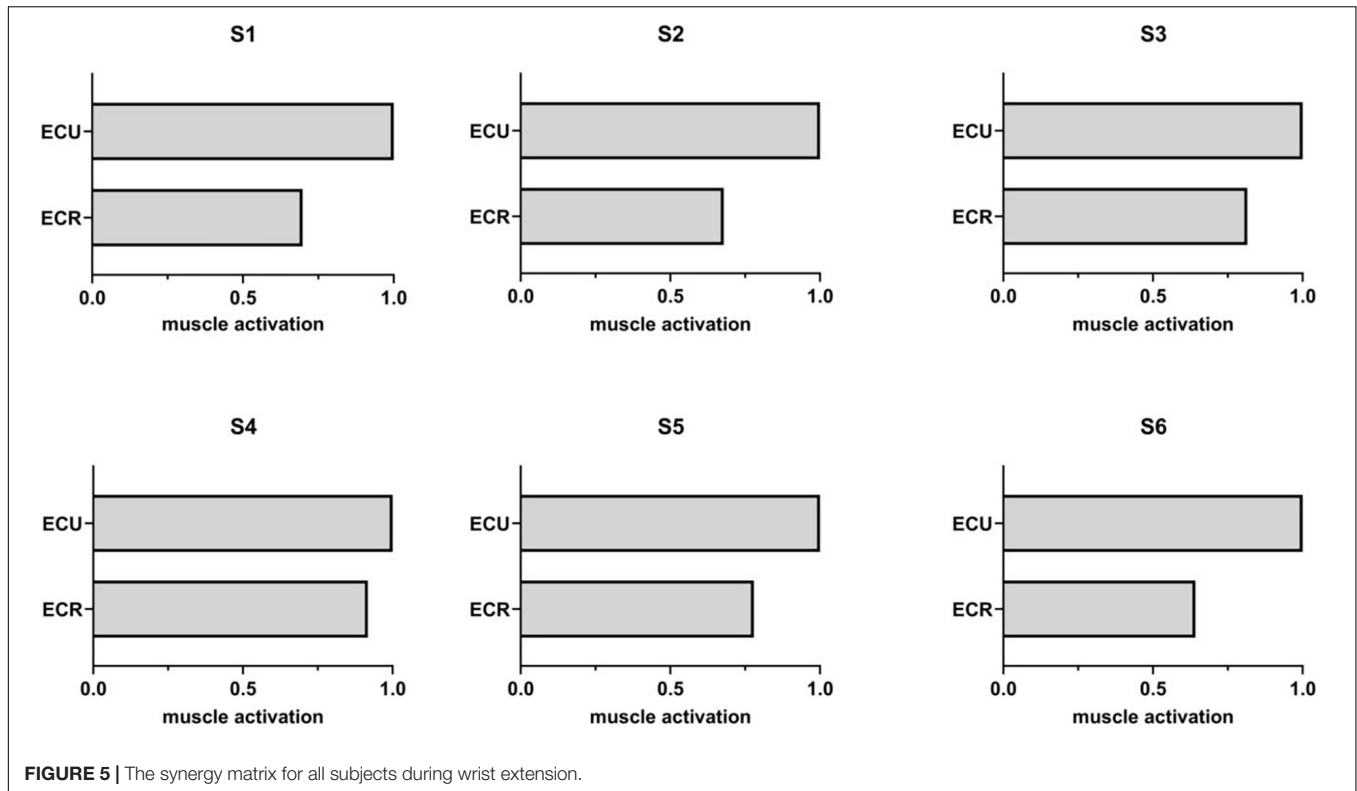 S1
ECU
ECR
0.0 0.5 1.0
muscle activation
S2
ECU
ECR
0.0 0.5 1.0
muscle activation
S3
ECU
ECR
0.0 0.5 1.0
muscle activation
S4
ECU
ECR
0.0 0.5 1.0
muscle activation
S5
ECU
ECR
0.0 0.5 1.0
muscle activation
S6
ECU
ECR
0.0 0.5 1.0
muscle activation
FIGURE 5 | The synergy matrix for all subjects during wrist extension.